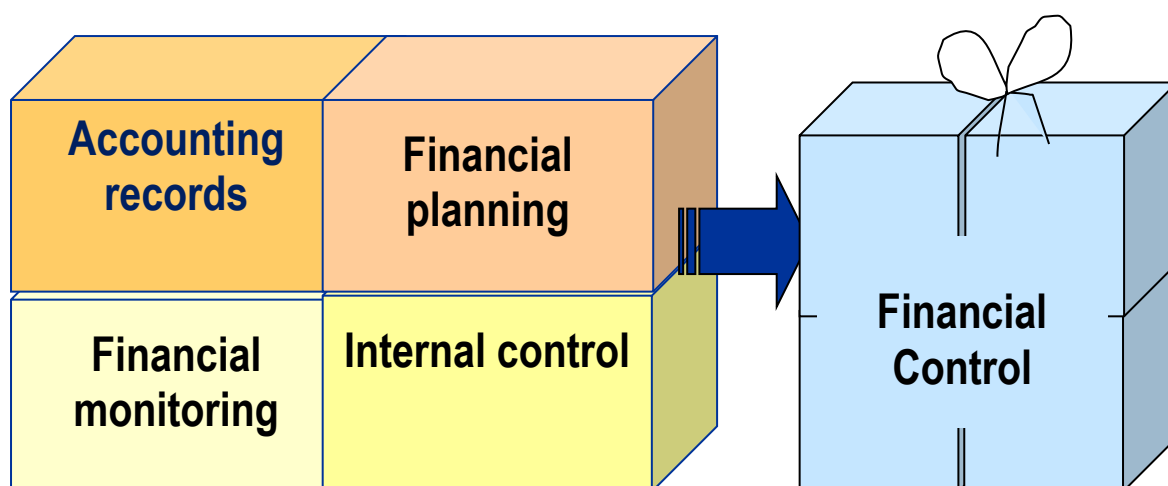 Accounting
records
Financial
planning
Financial
monitoring
Internal control
Financial
Control